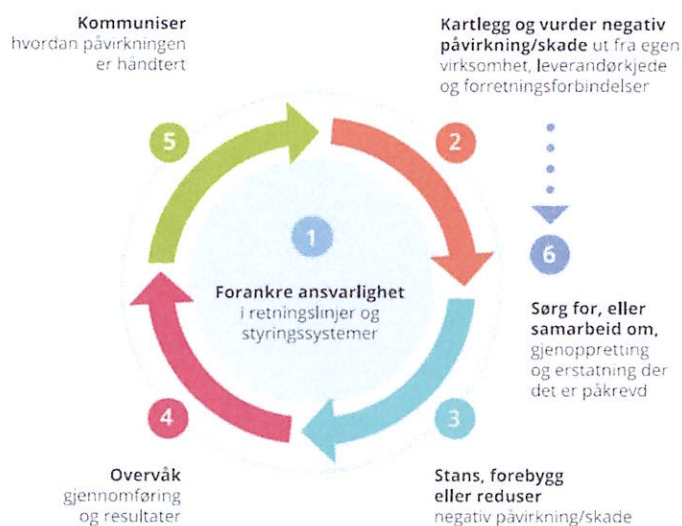 Kommuniser
hvordan påvirkningen
er håndtert
Kartlegg og vurder negativ
påvirkning/skade ut fra egen
virksomhet, leverandørkjede
og forretningsforbindelser
5
2
1
6
Forankre ansvarlighet
i retningslinjer og
styringssystemer
Sørg for, eller
samarbeid om,
gjenoppretting
og erstatning der
det er påkrevd
4
3
Overvåk
gjennomføring
og resultater
Stans, forebygg
eller reduser
negativ påvirkning/skade